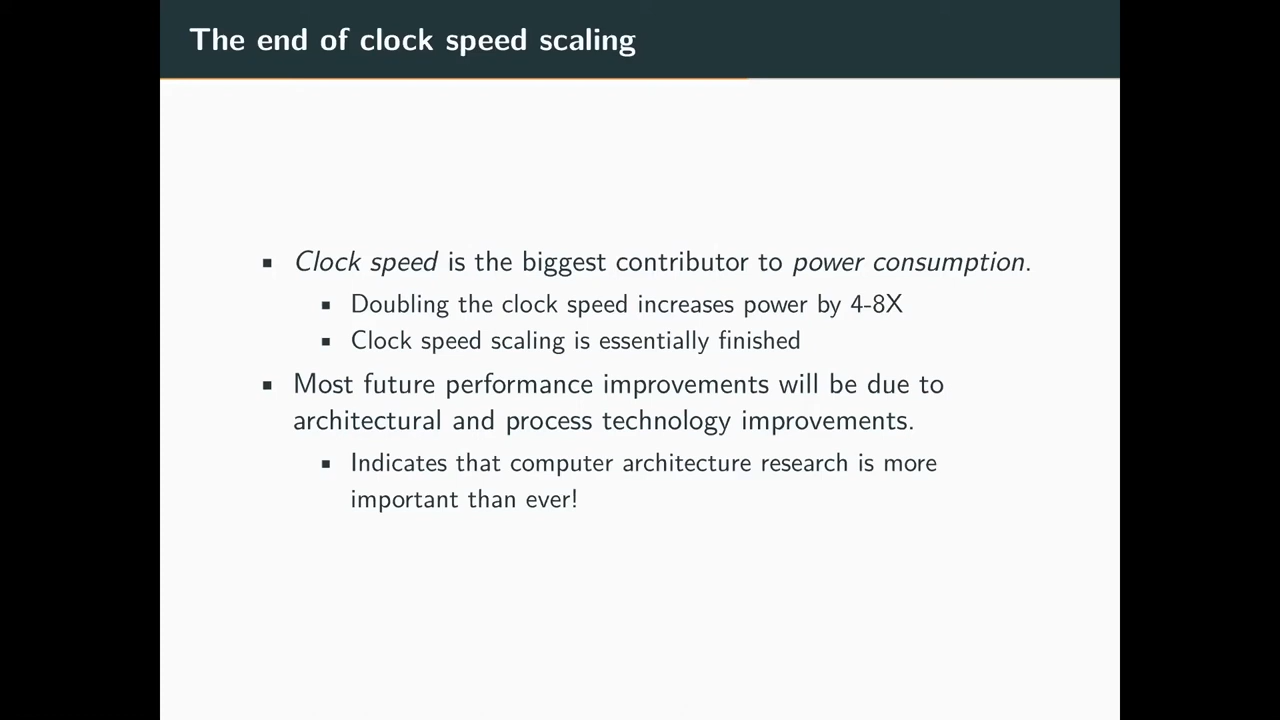 The end of clock speed scaling
▪ Clock speed is the biggest contributor to power consumption.
▪ Doubling the clock speed increases power by 4-8X
▪ Clock speed scaling is essentially finished
▪ Most future performance improvements will be due to
architectural and process technology improvements.
▪ Indicates that computer architecture research is more
important than ever!